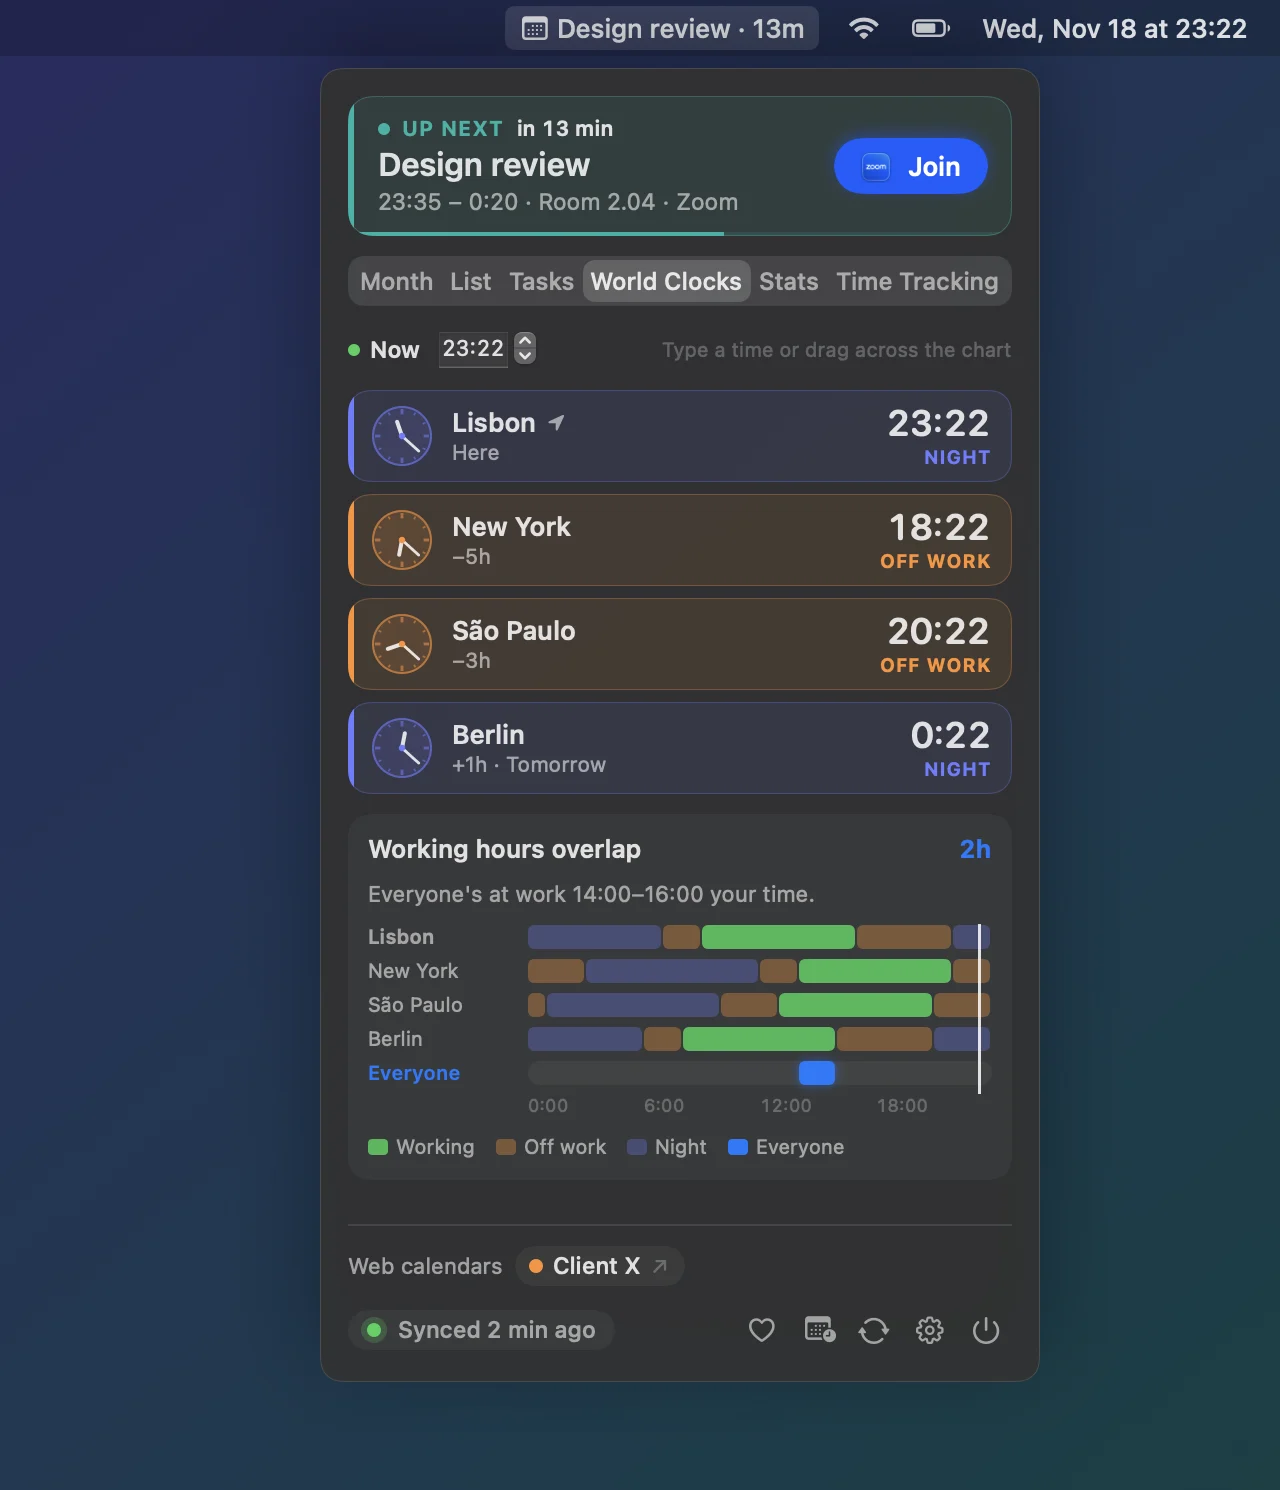 Design review · 13m
Wed, Nov 18 at 23:22
UP NEXT in 13 min
Design review
23:35 – 0:20 · Room 2.04 · Zoom
zoom
Join
Month List Tasks World Clocks Stats Time Tracking
Now 23:22
Type a time or drag across the chart
Lisbon
Here
23:22
NIGHT
New York
−5h
18:22
OFF WORK
São Paulo
−3h
20:22
OFF WORK
Berlin
+1h · Tomorrow
0:22
NIGHT
Working hours overlap
2h
Everyone's at work 14:00–16:00 your time.
Lisbon
New York
São Paulo
Berlin
Everyone
0:00 6:00 12:00 18:00
Working Off work Night Everyone
Web calendars
Client X
Synced 2 min ago